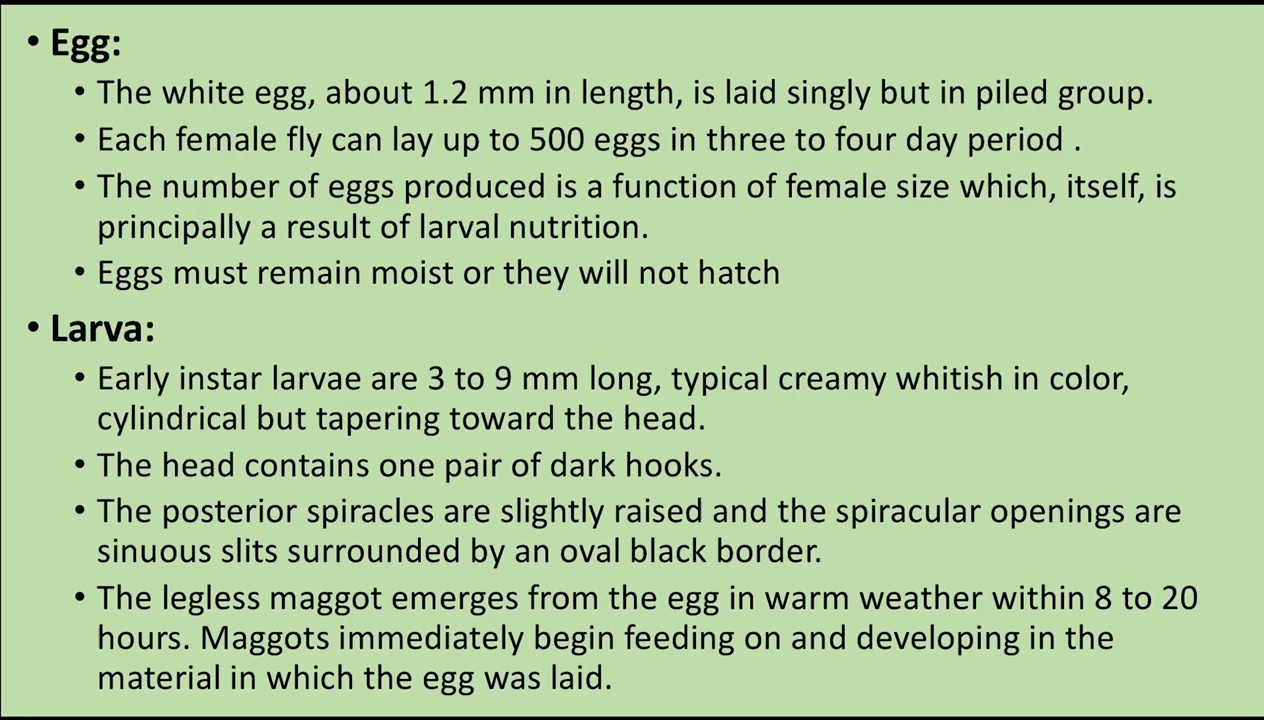 • Egg:
• The white egg, about 1.2 mm in length, is laid singly but in piled group.
• Each female fly can lay up to 500 eggs in three to four day period .
• The number of eggs produced is a function of female size which, itself, is
principally a result of larval nutrition.
• Eggs must remain moist or they will not hatch
• Larva:
• Early instar larvae are 3 to 9 mm long, typical creamy whitish in color,
cylindrical but tapering toward the head.
• The head contains one pair of dark hooks.
• The posterior spiracles are slightly raised and the spiracular openings are
sinuous slits surrounded by an oval black border.
• The legless maggot emerges from the egg in warm weather within 8 to 20
hours. Maggots immediately begin feeding on and developing in the
material in which the egg was laid.